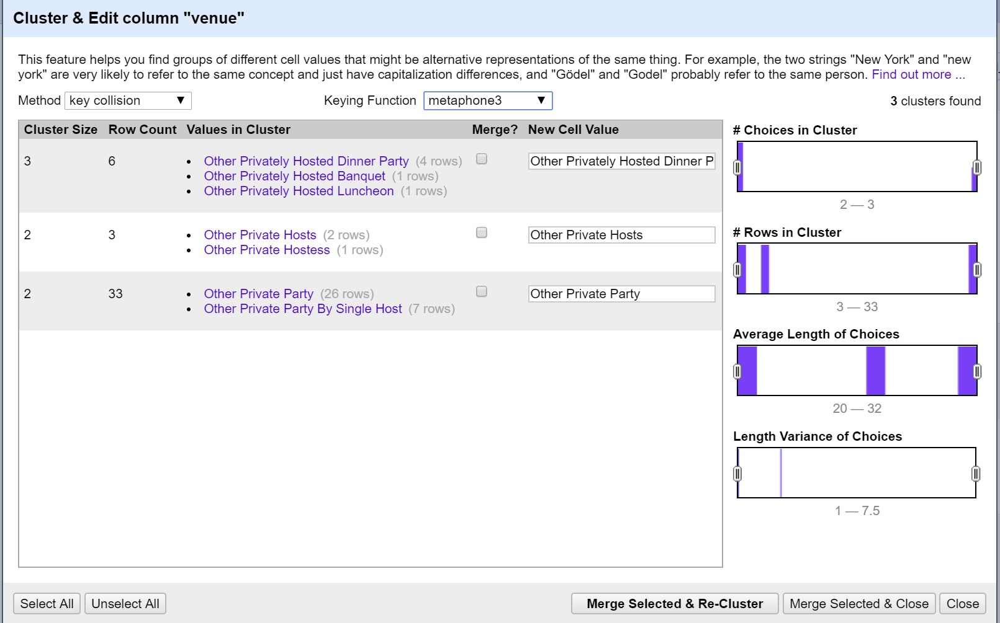 Cluster & Edit column "venue"
This feature helps you find groups of different cell values that might be alternative representations of the same thing. For example, the two strings "New York" and "new
york" are very likely to refer to the same concept and just have capitalization differences, and "Gödel" and "Godel" probably refer to the same person. Find out more ...
Method key collision ▼ Keying Function metaphone3 ▼ 3 clusters found
Cluster Size Row Count Values in Cluster Merge? New Cell Value
3 6 • Other Privately Hosted Dinner Party (4 rows) Other Privately Hosted Dinner P
• Other Privately Hosted Banquet (1 rows)
• Other Privately Hosted Luncheon (1 rows)
2 3 • Other Private Hosts (2 rows) Other Private Hosts
• Other Private Hostess (1 rows)
2 33 • Other Private Party (26 rows) Other Private Party
• Other Private Party By Single Host (7 rows)
# Choices in Cluster
2 — 3
# Rows in Cluster
3 — 33
Average Length of Choices
20 — 32
Length Variance of Choices
1 — 7.5
Select All Unselect All Merge Selected & Re-Cluster Merge Selected & Close Close